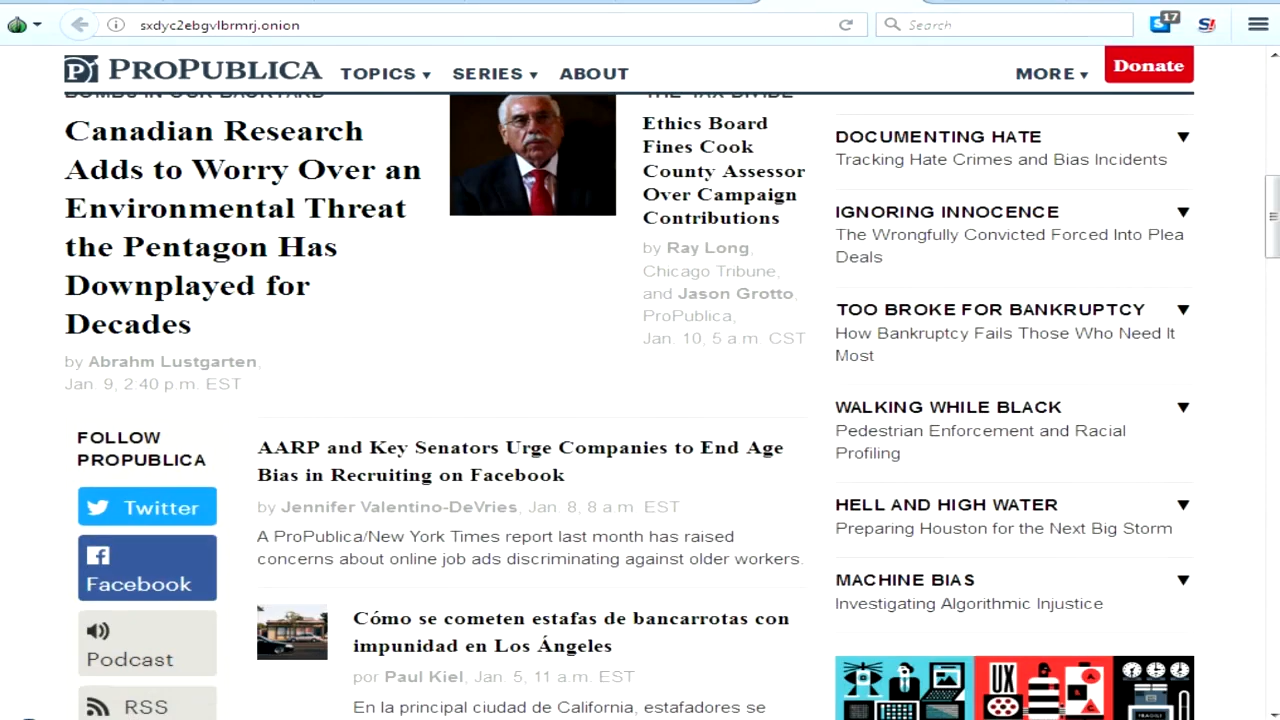 sxdyc2ebgvlbrmrj.onion
Search
17
S!
PROPUBLICA
TOPICS ▾
SERIES ▾
ABOUT
MORE ▾
Donate
BOMBS IN OUR BACKYARD
Canadian Research
Adds to Worry Over an
Environmental Threat
the Pentagon Has
Downplayed for
Decades
by Abrahm Lustgarten,
Jan. 9, 2:40 p.m. EST
THE TAX DIVIDE
Ethics Board
Fines Cook
County Assessor
Over Campaign
Contributions
by Ray Long,
Chicago Tribune,
and Jason Grotto,
ProPublica,
Jan. 10, 5 a.m. CST
FOLLOW
PROPUBLICA
Twitter
Facebook
Podcast
RSS
AARP and Key Senators Urge Companies to End Age
Bias in Recruiting on Facebook
by Jennifer Valentino-DeVries, Jan. 8, 8 a.m. EST
A ProPublica/New York Times report last month has raised
concerns about online job ads discriminating against older workers.
Cómo se cometen estafas de bancarrotas con
impunidad en Los Ángeles
por Paul Kiel, Jan. 5, 11 a.m. EST
En la principal ciudad de California, estafadores se
DOCUMENTING HATE
Tracking Hate Crimes and Bias Incidents
IGNORING INNOCENCE
The Wrongfully Convicted Forced Into Plea
Deals
TOO BROKE FOR BANKRUPTCY
How Bankruptcy Fails Those Who Need It
Most
WALKING WHILE BLACK
Pedestrian Enforcement and Racial
Profiling
HELL AND HIGH WATER
Preparing Houston for the Next Big Storm
MACHINE BIAS
Investigating Algorithmic Injustice
UX
FRAGILE